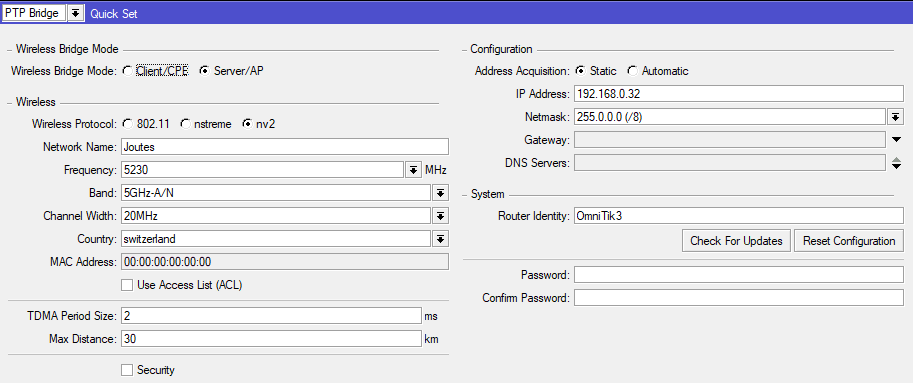 PTP Bridge Quick Set
Wireless Bridge Mode
Wireless Bridge Mode: Client/CPE Server/AP
Wireless
Wireless Protocol: 802.11 nstreme nv2
Network Name: Joutes
Frequency: 5230 MHz
Band: 5GHz-A/N
Channel Width: 20MHz
Country: switzerland
MAC Address: 00:00:00:00:00:00
Use Access List (ACL)
TDMA Period Size: 2 ms
Max Distance: 30 km
Security
Configuration
Address Acquisition: Static Automatic
IP Address: 192.168.0.32
Netmask: 255.0.0.0 (/8)
Gateway:
DNS Servers:
System
Router Identity: OmniTik3
Check For Updates Reset Configuration
Password:
Confirm Password: